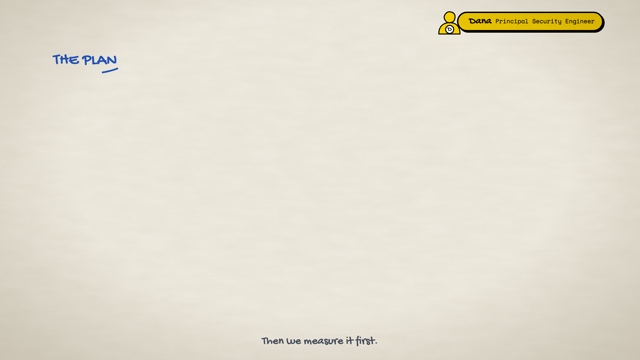 Dana Principal Security Engineer
THE PLAN
Then we measure it first.